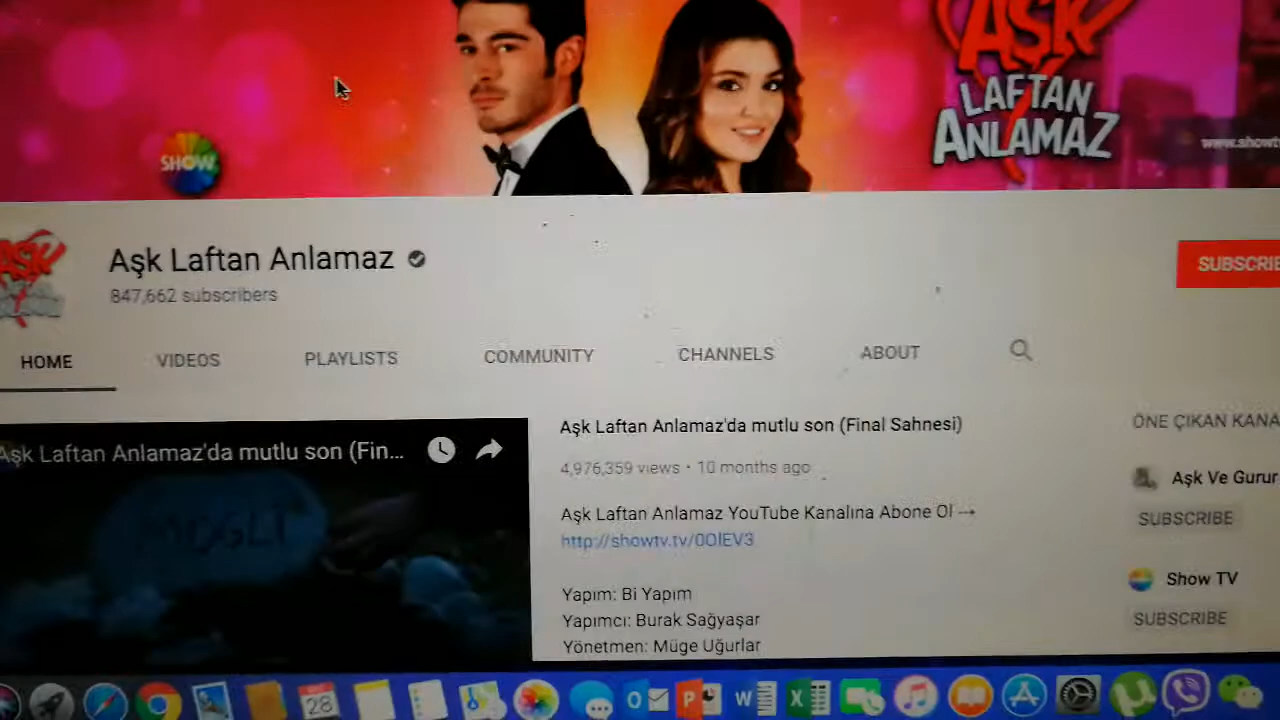 AŞK
LAFTAN
ANLAMAZ
SHOW
Aşk Laftan Anlamaz
847,662 subscribers
SUBSCRIBE
HOME VIDEOS PLAYLISTS COMMUNITY CHANNELS ABOUT
Aşk Laftan Anlamaz'da mutlu son (Fin...
Aşk Laftan Anlamaz'da mutlu son (Final Sahnesi)
4,976,359 views • 10 months ago
Aşk Laftan Anlamaz YouTube Kanalına Abone Ol →
http://showtv.tv/0OlEV3
Yapım: Bi Yapım
Yapımcı: Burak Sağyaşar
Yönetmen: Müge Uğurlar
ÖNE ÇIKAN KANA
Aşk Ve Gurur
SUBSCRIBE
Show TV
SUBSCRIBE
28